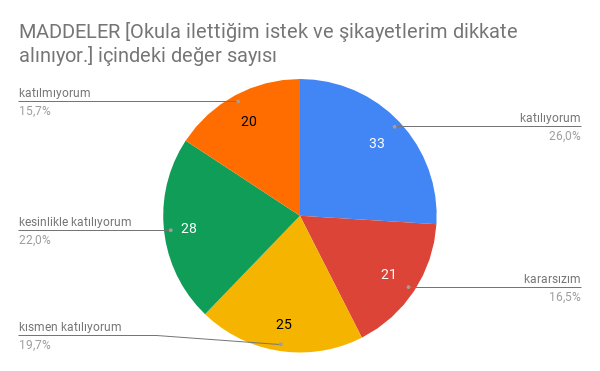 MADDELER [Okula ilettiğim istek ve şikayetlerim dikkate
alınıyor.] içindeki değer sayısı
katılmıyorum
15,7%
20
katılıyorum
26,0%
33
kesinlikle katılıyorum
22,0%
28
kararsızım
16,5%
21
kısmen katılıyorum
19,7%
25